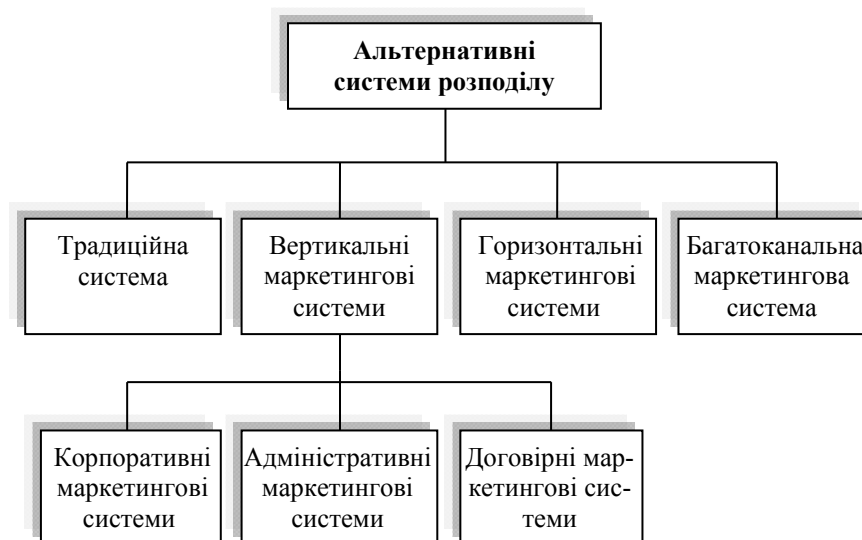 Альтернативні
системи розподілу
Традиційна
система
Вертикальні
маркетингові
системи
Горизонтальні
маркетингові
системи
Багатоканальна
маркетингова
система
Корпоративні
маркетингові
системи
Адміністративні
маркетингові
системи
Договірні мар-
кетингові сис-
теми